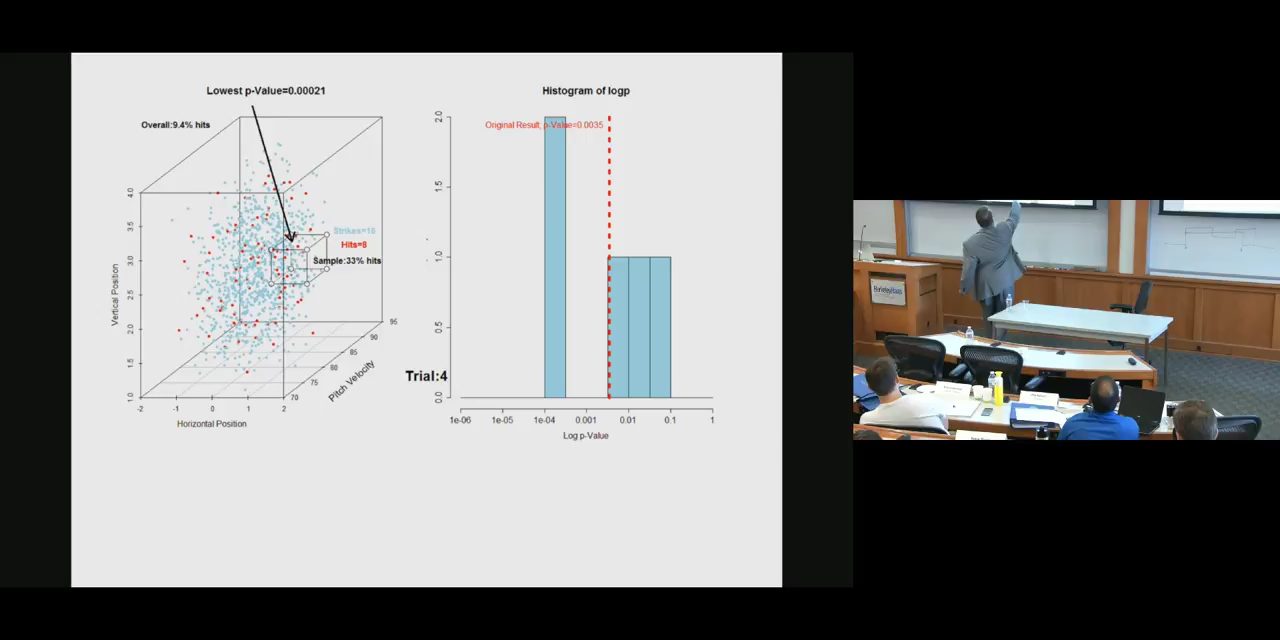 Lowest p-Value=0.00021
Overall:9.4% hits
Strikes=16
Hits=8
Sample:33% hits
Vertical Position
4.0
3.5
3.0
2.5
2.0
1.5
1.0
-2 -1 0 1 2
Horizontal Position
70
75
80
85
90
95
Pitch Velocity
Trial:4
Histogram of logp
Original Result, p-Value=0.0035
2.0
1.5
1.0
0.5
0.0
1e-06 1e-05 1e-04 0.001 0.01 0.1 1
Log p-Value
BerkeleyHaas